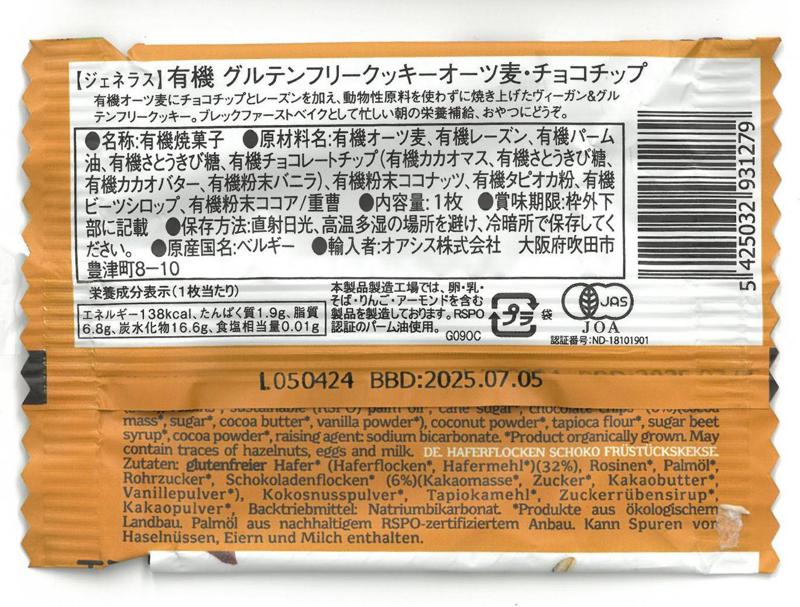 【ジェネラス】有機 グルテンフリークッキーオーツ麦・チョコチップ
有機オーツ麦にチョコチップとレーズンを加え、動物性原料を使わずに焼き上げたヴィーガン&グル
テンフリークッキー。ブレックファーストベイクとして忙しい朝の栄養補給、おやつにどうぞ。
●名称:有機焼菓子 ●原材料名:有機オーツ麦、有機レーズン、有機パーム
油、有機さとうきび糖、有機チョコレートチップ(有機カカオマス、有機さとうきび糖、
有機カカオバター、有機粉末バニラ)、有機粉末ココナッツ、有機タピオカ粉、有機
ビーツシロップ、有機粉末ココア/重曹 ●内容量:1枚 ●賞味期限:枠外下
部に記載 ●保存方法:直射日光、高温多湿の場所を避け、冷暗所で保存してく
ださい。 ●原産国名:ベルギー ●輸入者:オアシス株式会社 大阪府吹田市
豊津町8-10
5 425032 931279
栄養成分表示(1枚当たり)
エネルギー138kcal、たんぱく質1.9g、脂質
6.8g、炭水化物16.6g、食塩相当量0.01g
本製品製造工場では、卵・乳・
そば・りんご・アーモンドを含む
製品を製造しております。RSPO
認証のパーム油使用。 G090C
プラ 袋
JAS
JOA
認証番号:ND-18101901
L050424 BBD:2025.07.05
sustainable (RSPO) palm oil*, cane sugar*, chocolate chips* (6%)(cocoa
mass*, sugar*, cocoa butter*, vanilla powder*), coconut powder*, tapioca flour*, sugar beet
syrup*, cocoa powder*, raising agent: sodium bicarbonate. *Product organically grown. May
contain traces of hazelnuts, eggs and milk. DE. HAFERFLOCKEN SCHOKO FRÜSTÜCKSKEKSE.
Zutaten: glutenfreier Hafer* (Haferflocken*, Hafermehl*)(32%), Rosinen*, Palmöl*,
Rohrzucker*, Schokoladenflocken* (6%)(Kakaomasse*, Zucker*, Kakaobutter*,
Vanillepulver*), Kokosnusspulver*, Tapiokamehl*, Zuckerrübensirup*,
Kakaopulver*, Backtriebmittel: Natriumbikarbonat. *Produkte aus ökologischem
Landbau. Palmöl aus nachhaltigem RSPO-zertifiziertem Anbau. Kann Spuren von
Haselnüssen, Eiern und Milch enthalten.